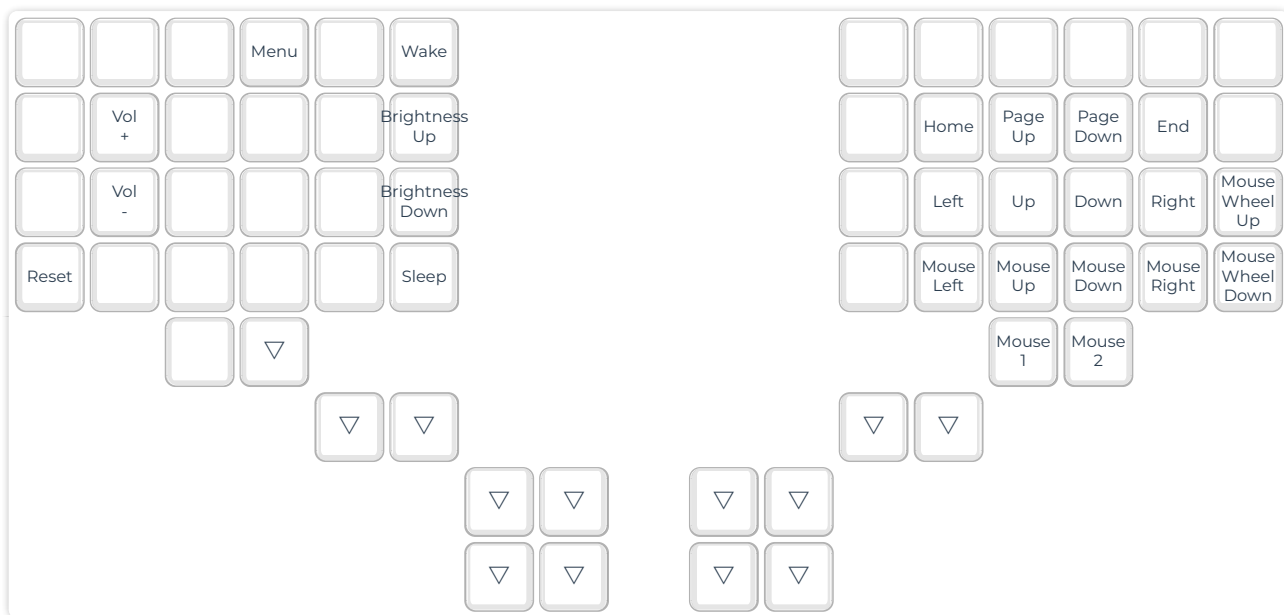 Menu
Wake
Vol
+
Brightness
Up
Home
Page
Up
Page
Down
End
Vol
-
Brightness
Down
Left
Up
Down
Right
Mouse
Wheel
Up
Reset
Sleep
Mouse
Left
Mouse
Up
Mouse
Down
Mouse
Right
Mouse
Wheel
Down
▽
Mouse
1
Mouse
2
▽
▽
▽
▽
▽
▽
▽
▽
▽
▽
▽
▽